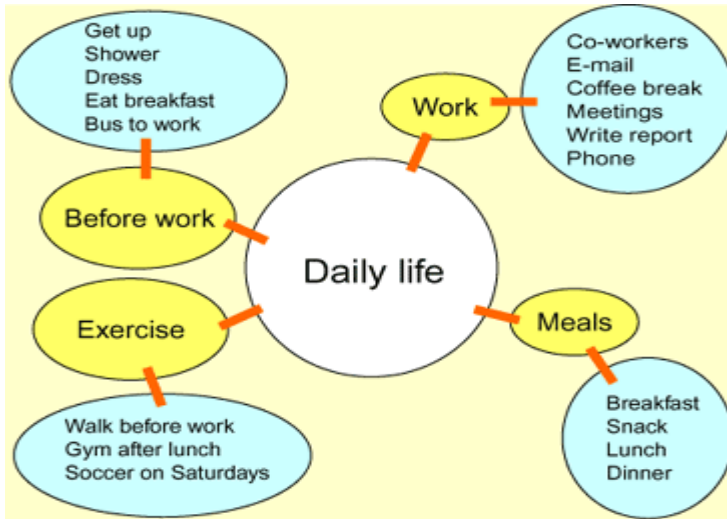 Get up
Shower
Dress
Eat breakfast
Bus to work
Before work
Co-workers
E-mail
Coffee break
Meetings
Write report
Phone
Work
Daily life
Exercise
Walk before work
Gym after lunch
Soccer on Saturdays
Meals
Breakfast
Snack
Lunch
Dinner